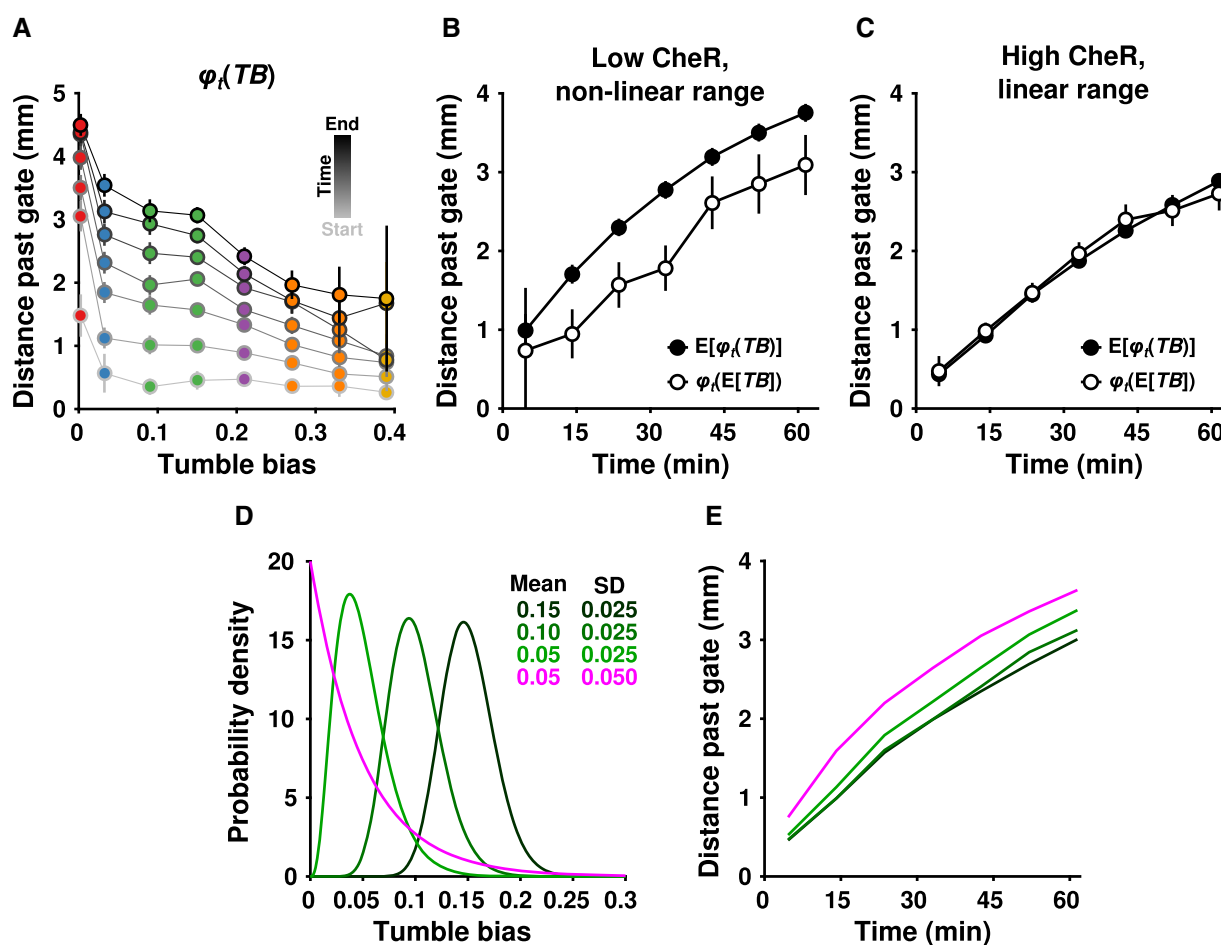 A
φt(TB)
Distance past gate (mm)
5
4
3
2
1
0
End
Time
Start
0
0.1
0.2
0.3
0.4
Tumble bias
B
Low CheR,
non-linear range
Distance past gate (mm)
4
3
2
1
0
E[φt(TB)]
φt(E[TB])
0
15
30
45
60
Time (min)
C
High CheR,
linear range
Distance past gate (mm)
4
3
2
1
0
E[φt(TB)]
φt(E[TB])
0
15
30
45
60
Time (min)
D
Probability density
20
15
10
5
0
Mean SD
0.15 0.025
0.10 0.025
0.05 0.025
0.05 0.050
0
0.05
0.1
0.15
0.2
0.25
0.3
Tumble bias
E
Distance past gate (mm)
4
3
2
1
0
0
15
30
45
60
Time (min)